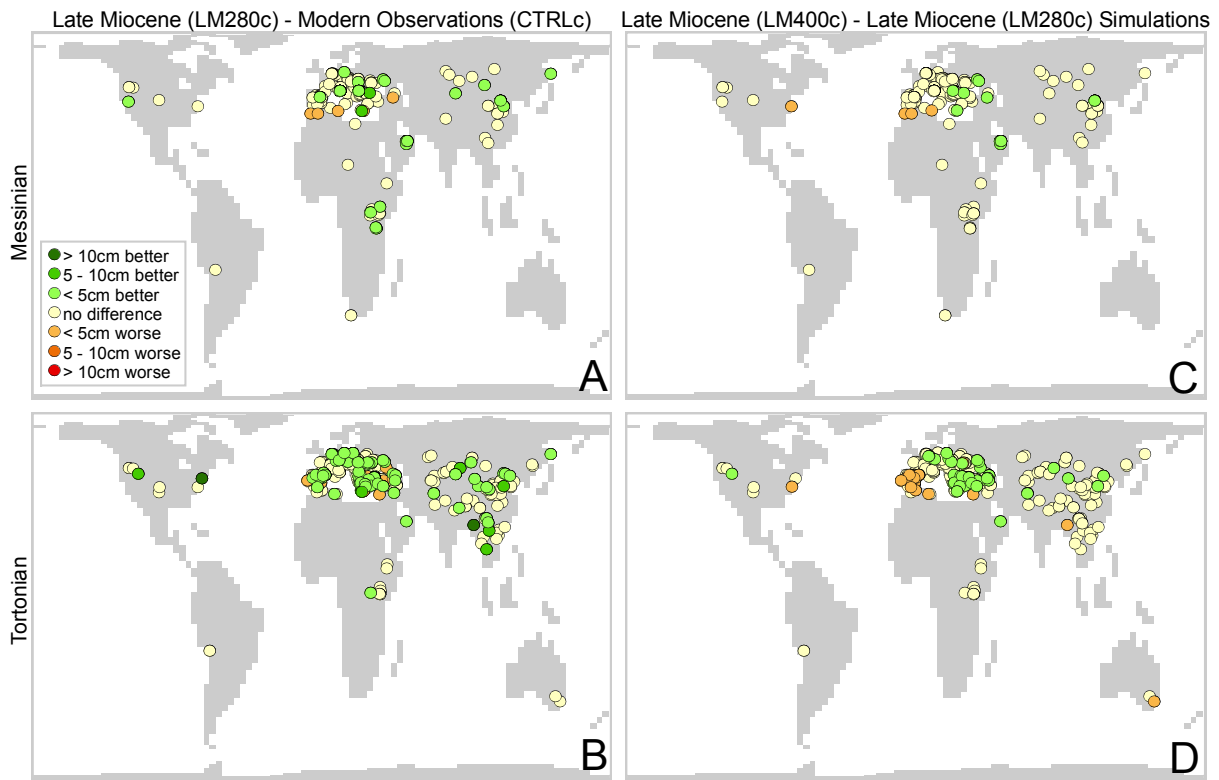 Late Miocene (LM280c) - Modern Observations (CTRLc)
Late Miocene (LM400c) - Late Miocene (LM280c) Simulations
Messinian
> 10cm better
5 - 10cm better
< 5cm better
no difference
< 5cm worse
5 - 10cm worse
> 10cm worse
A
C
Tortonian
B
D